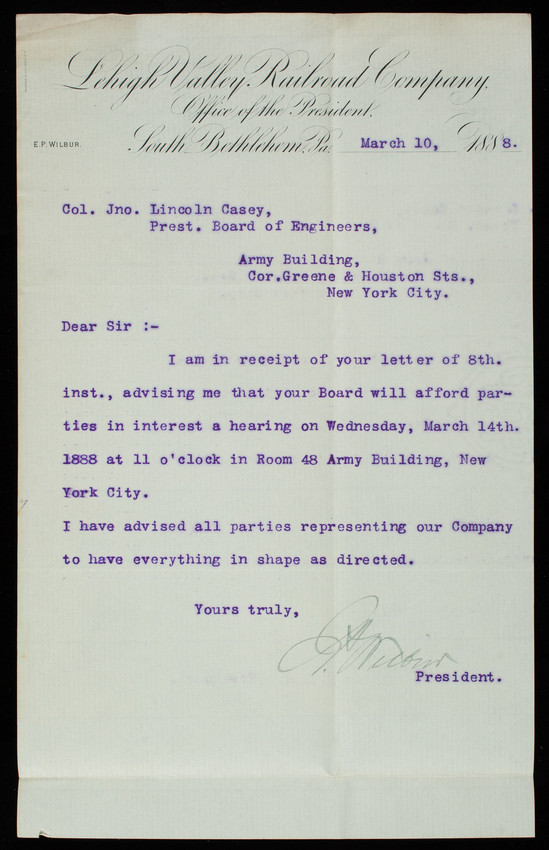 Lehigh Valley Railroad Company.
Office of the President.
E.P. WILBUR.
South Bethlehem, Pa. March 10, 1888.
Col. Jno. Lincoln Casey,
Prest. Board of Engineers,
Army Building,
Cor.Greene & Houston Sts.,
New York City.
Dear Sir :-
I am in receipt of your letter of 8th.
inst., advising me that your Board will afford par-
ties in interest a hearing on Wednesday, March 14th.
1888 at 11 o'clock in Room 48 Army Building, New
York City.
I have advised all parties representing our Company
to have everything in shape as directed.
Yours truly,
E. P. Wilbur
President.